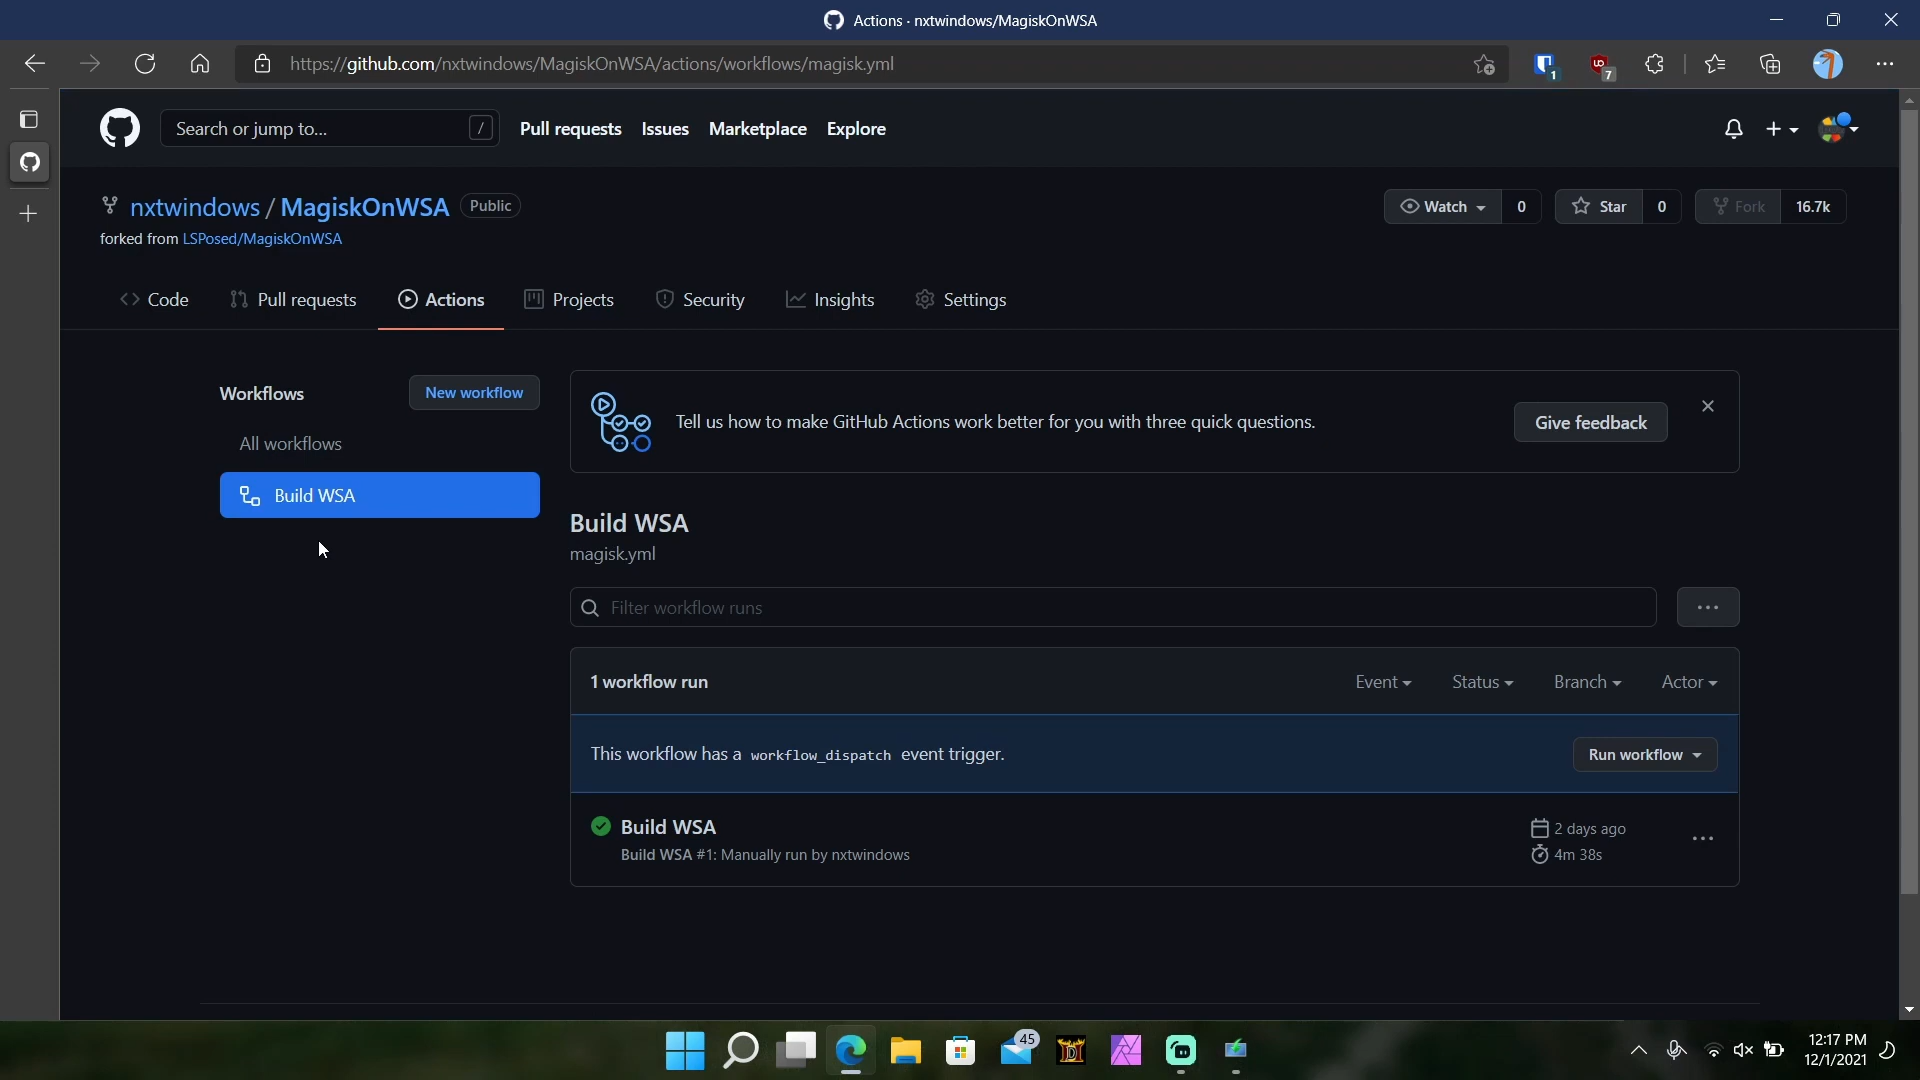 Actions · nxtwindows/MagiskOnWSA
https://github.com/nxtwindows/MagiskOnWSA/actions/workflows/magisk.yml
1
7
Search or jump to...
/
Pull requests
Issues
Marketplace
Explore
nxtwindows / MagiskOnWSA
Public
Watch
0
Star
0
Fork
16.7k
forked from LSPosed/MagiskOnWSA
Code
Pull requests
Actions
Projects
Security
Insights
Settings
Workflows
New workflow
All workflows
Build WSA
Tell us how to make GitHub Actions work better for you with three quick questions.
Give feedback
Build WSA
magisk.yml
Filter workflow runs
1 workflow run
Event
Status
Branch
Actor
This workflow has a workflow_dispatch event trigger.
Run workflow
Build WSA
2 days ago
Build WSA #1: Manually run by nxtwindows
4m 38s
45
12:17 PM
12/1/2021